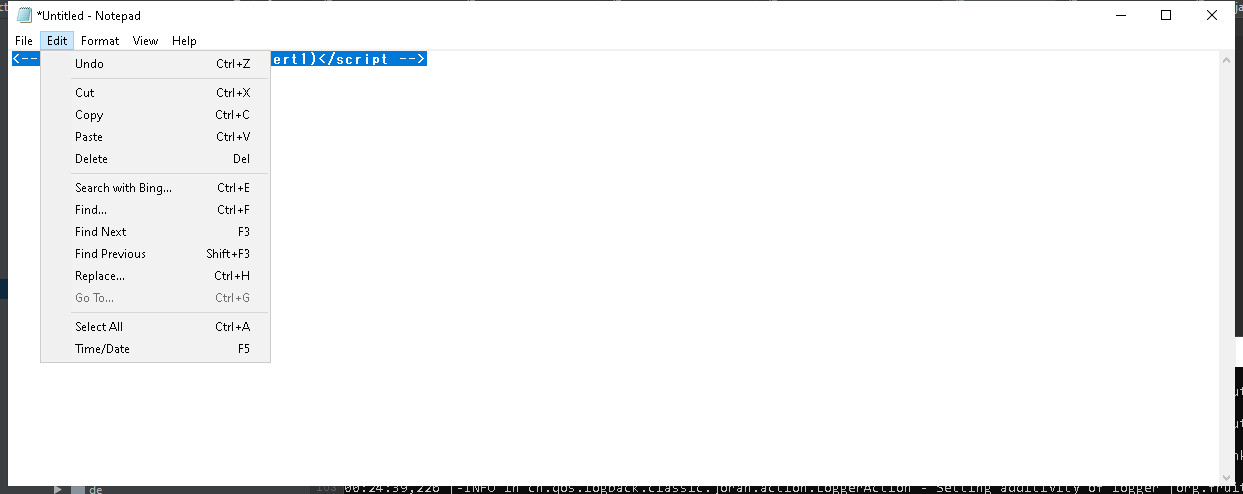 *Untitled - Notepad
File Edit Format View Help
<-- ert1)</script -->
Undo Ctrl+Z
Cut Ctrl+X
Copy Ctrl+C
Paste Ctrl+V
Delete Del
Search with Bing... Ctrl+E
Find... Ctrl+F
Find Next F3
Find Previous Shift+F3
Replace... Ctrl+H
Go To... Ctrl+G
Select All Ctrl+A
Time/Date F5
de
00:24:39,226 |-INFO in ch.qos.logback.classic.joran.action.LoggerAction - Setting additivity of logger